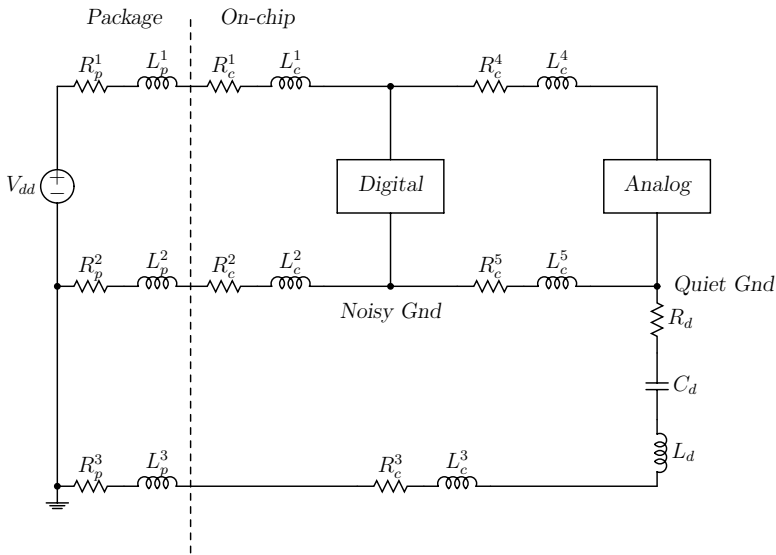 Package On-chip
R_p^1 L_p^1 R_c^1 L_c^1 R_c^4 L_c^4
V_{dd} + − Digital Analog
R_p^2 L_p^2 R_c^2 L_c^2 R_c^5 L_c^5 Quiet Gnd
Noisy Gnd R_d
C_d
L_d
R_p^3 L_p^3 R_c^3 L_c^3